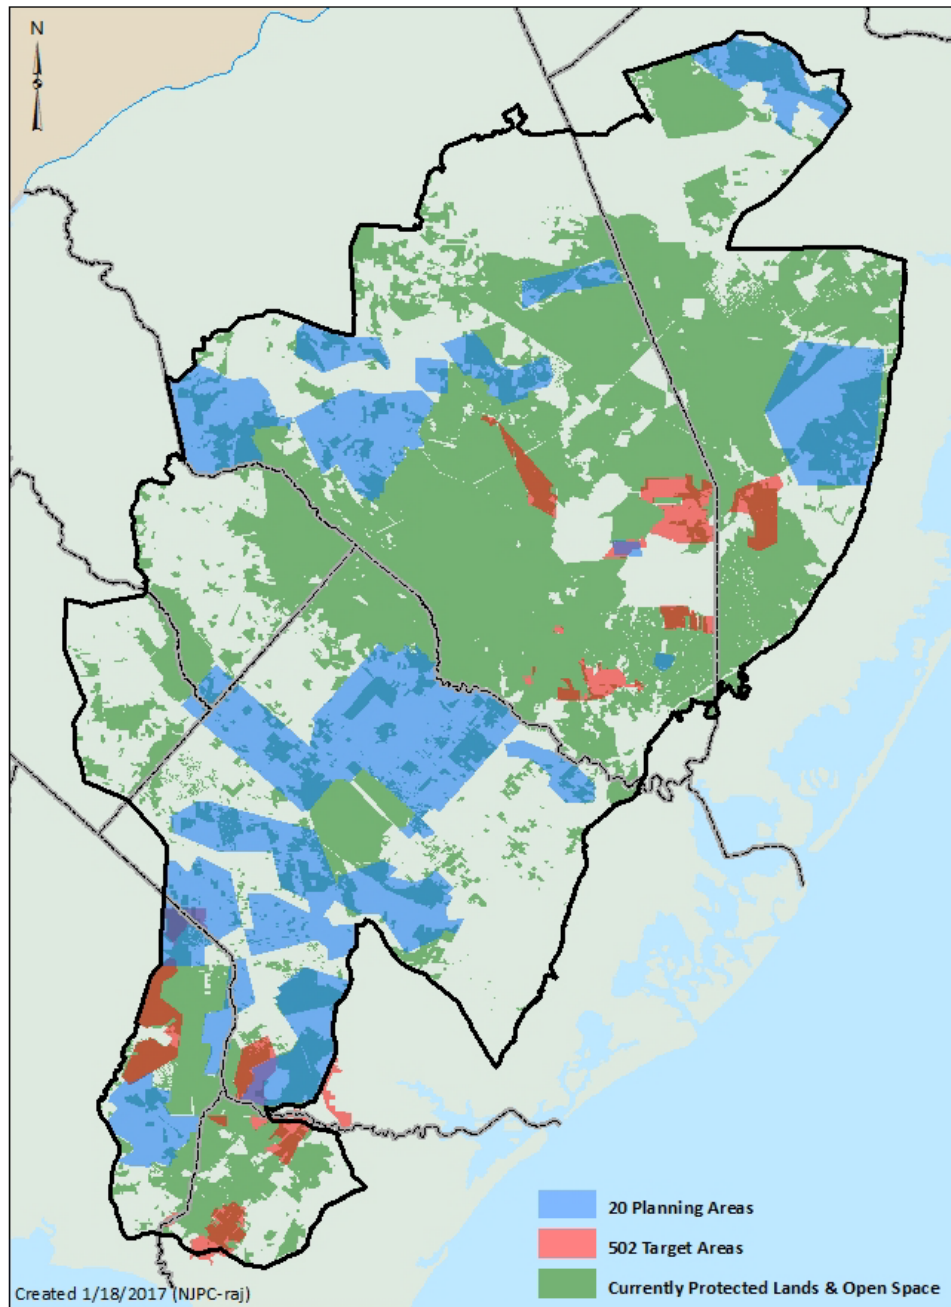 N
20 Planning Areas
502 Target Areas
Currently Protected Lands & Open Space
Created 1/18/2017 (NJPC-raj)